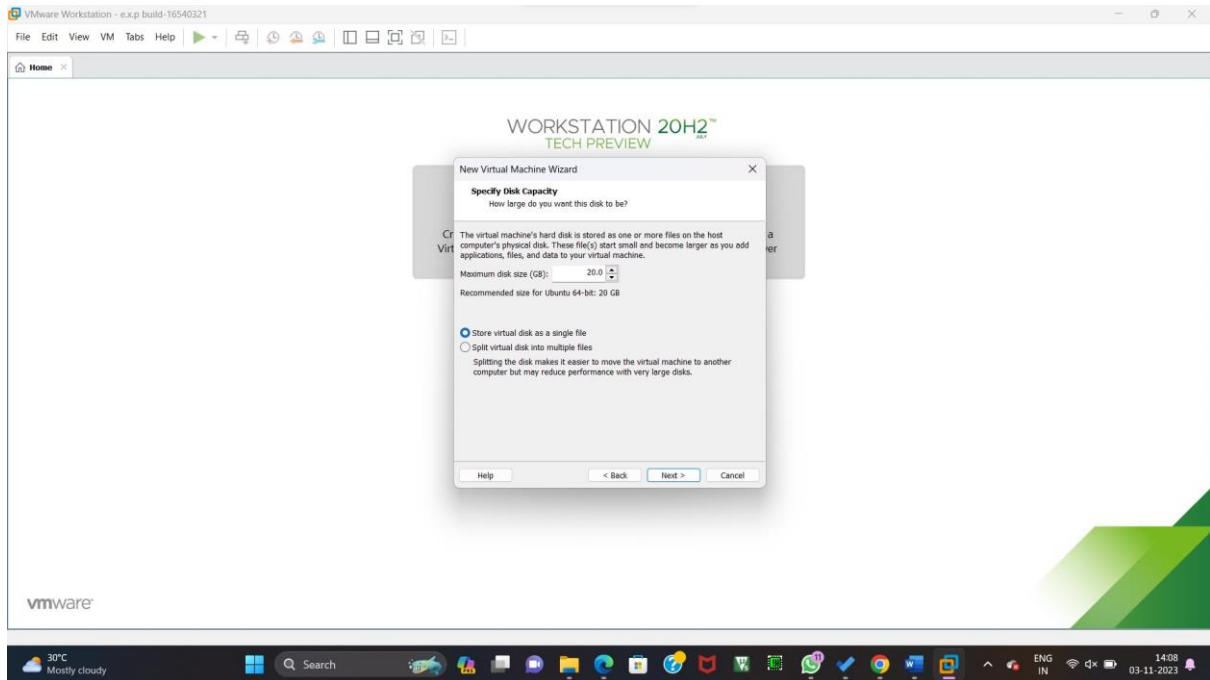 VMware Workstation - e.x.p build-16540321
File Edit View VM Tabs Help
Home
WORKSTATION 20H2™
TECH PREVIEW
New Virtual Machine Wizard
Specify Disk Capacity
How large do you want this disk to be?
Cr
a
Virt
er
The virtual machine's hard disk is stored as one or more files on the host
computer's physical disk. These file(s) start small and become larger as you add
applications, files, and data to your virtual machine.
Maximum disk size (GB): 20.0
Recommended size for Ubuntu 64-bit: 20 GB
Store virtual disk as a single file
Split virtual disk into multiple files
Splitting the disk makes it easier to move the virtual machine to another
computer but may reduce performance with very large disks.
Help < Back Next > Cancel
vmware
30°C
Mostly cloudy
Search
11
ENG
IN
14:08
03-11-2023